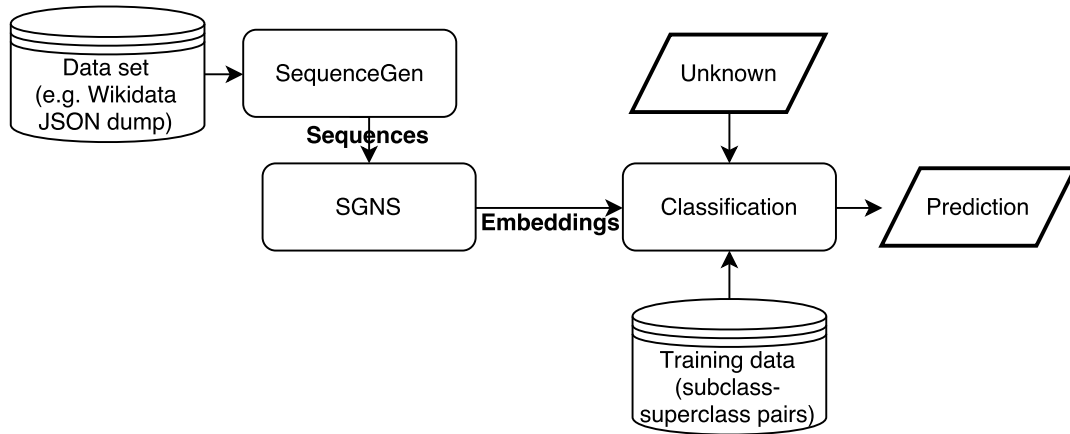 Data set
(e.g. Wikidata
JSON dump)
SequenceGen
Sequences
SGNS
Embeddings
Unknown
Classification
Prediction
Training data
(subclass-
superclass pairs)